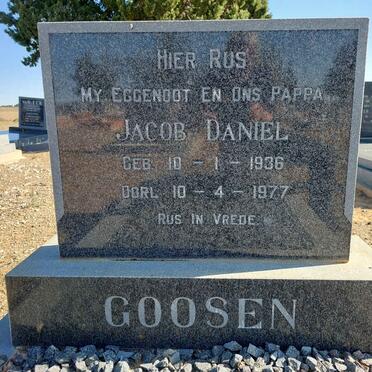 HIER RUS
MY EGGENOOT EN ONS PAPPA
JACOB DANIEL
GEB. 10 - 1 - 1936
OORL. 10 - 4 - 1977
RUS IN VREDE
GOOSEN